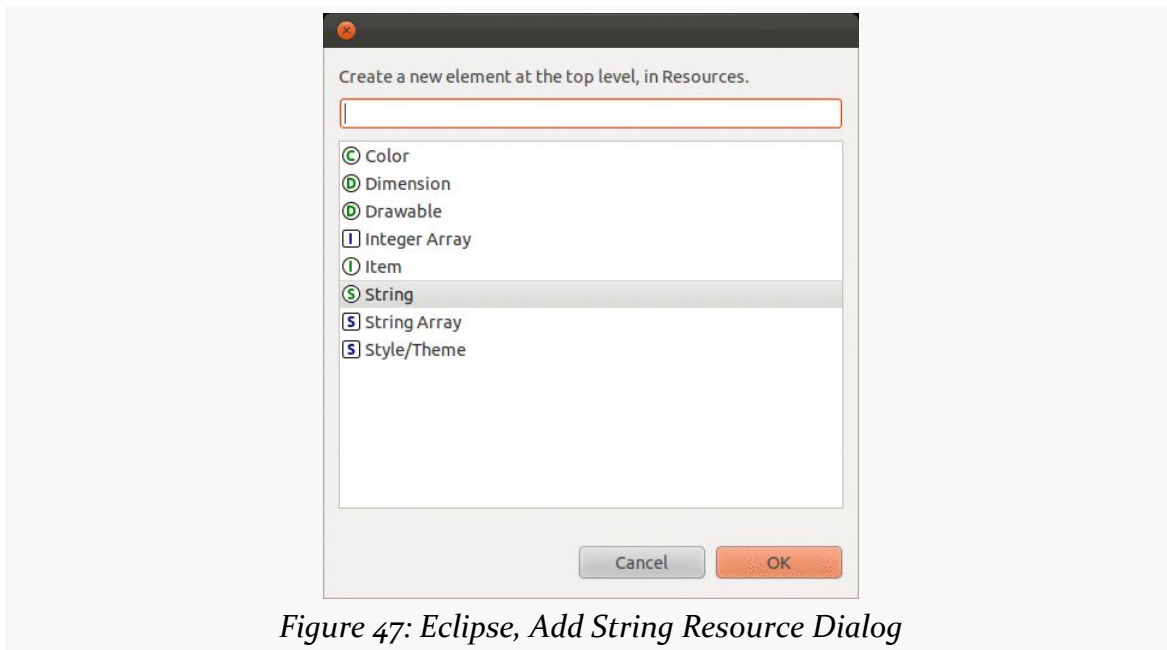 Create a new element at the top level, in Resources.
C Color
D Dimension
D Drawable
I Integer Array
I Item
S String
S String Array
S Style/Theme
Cancel OK
Figure 47: Eclipse, Add String Resource Dialog